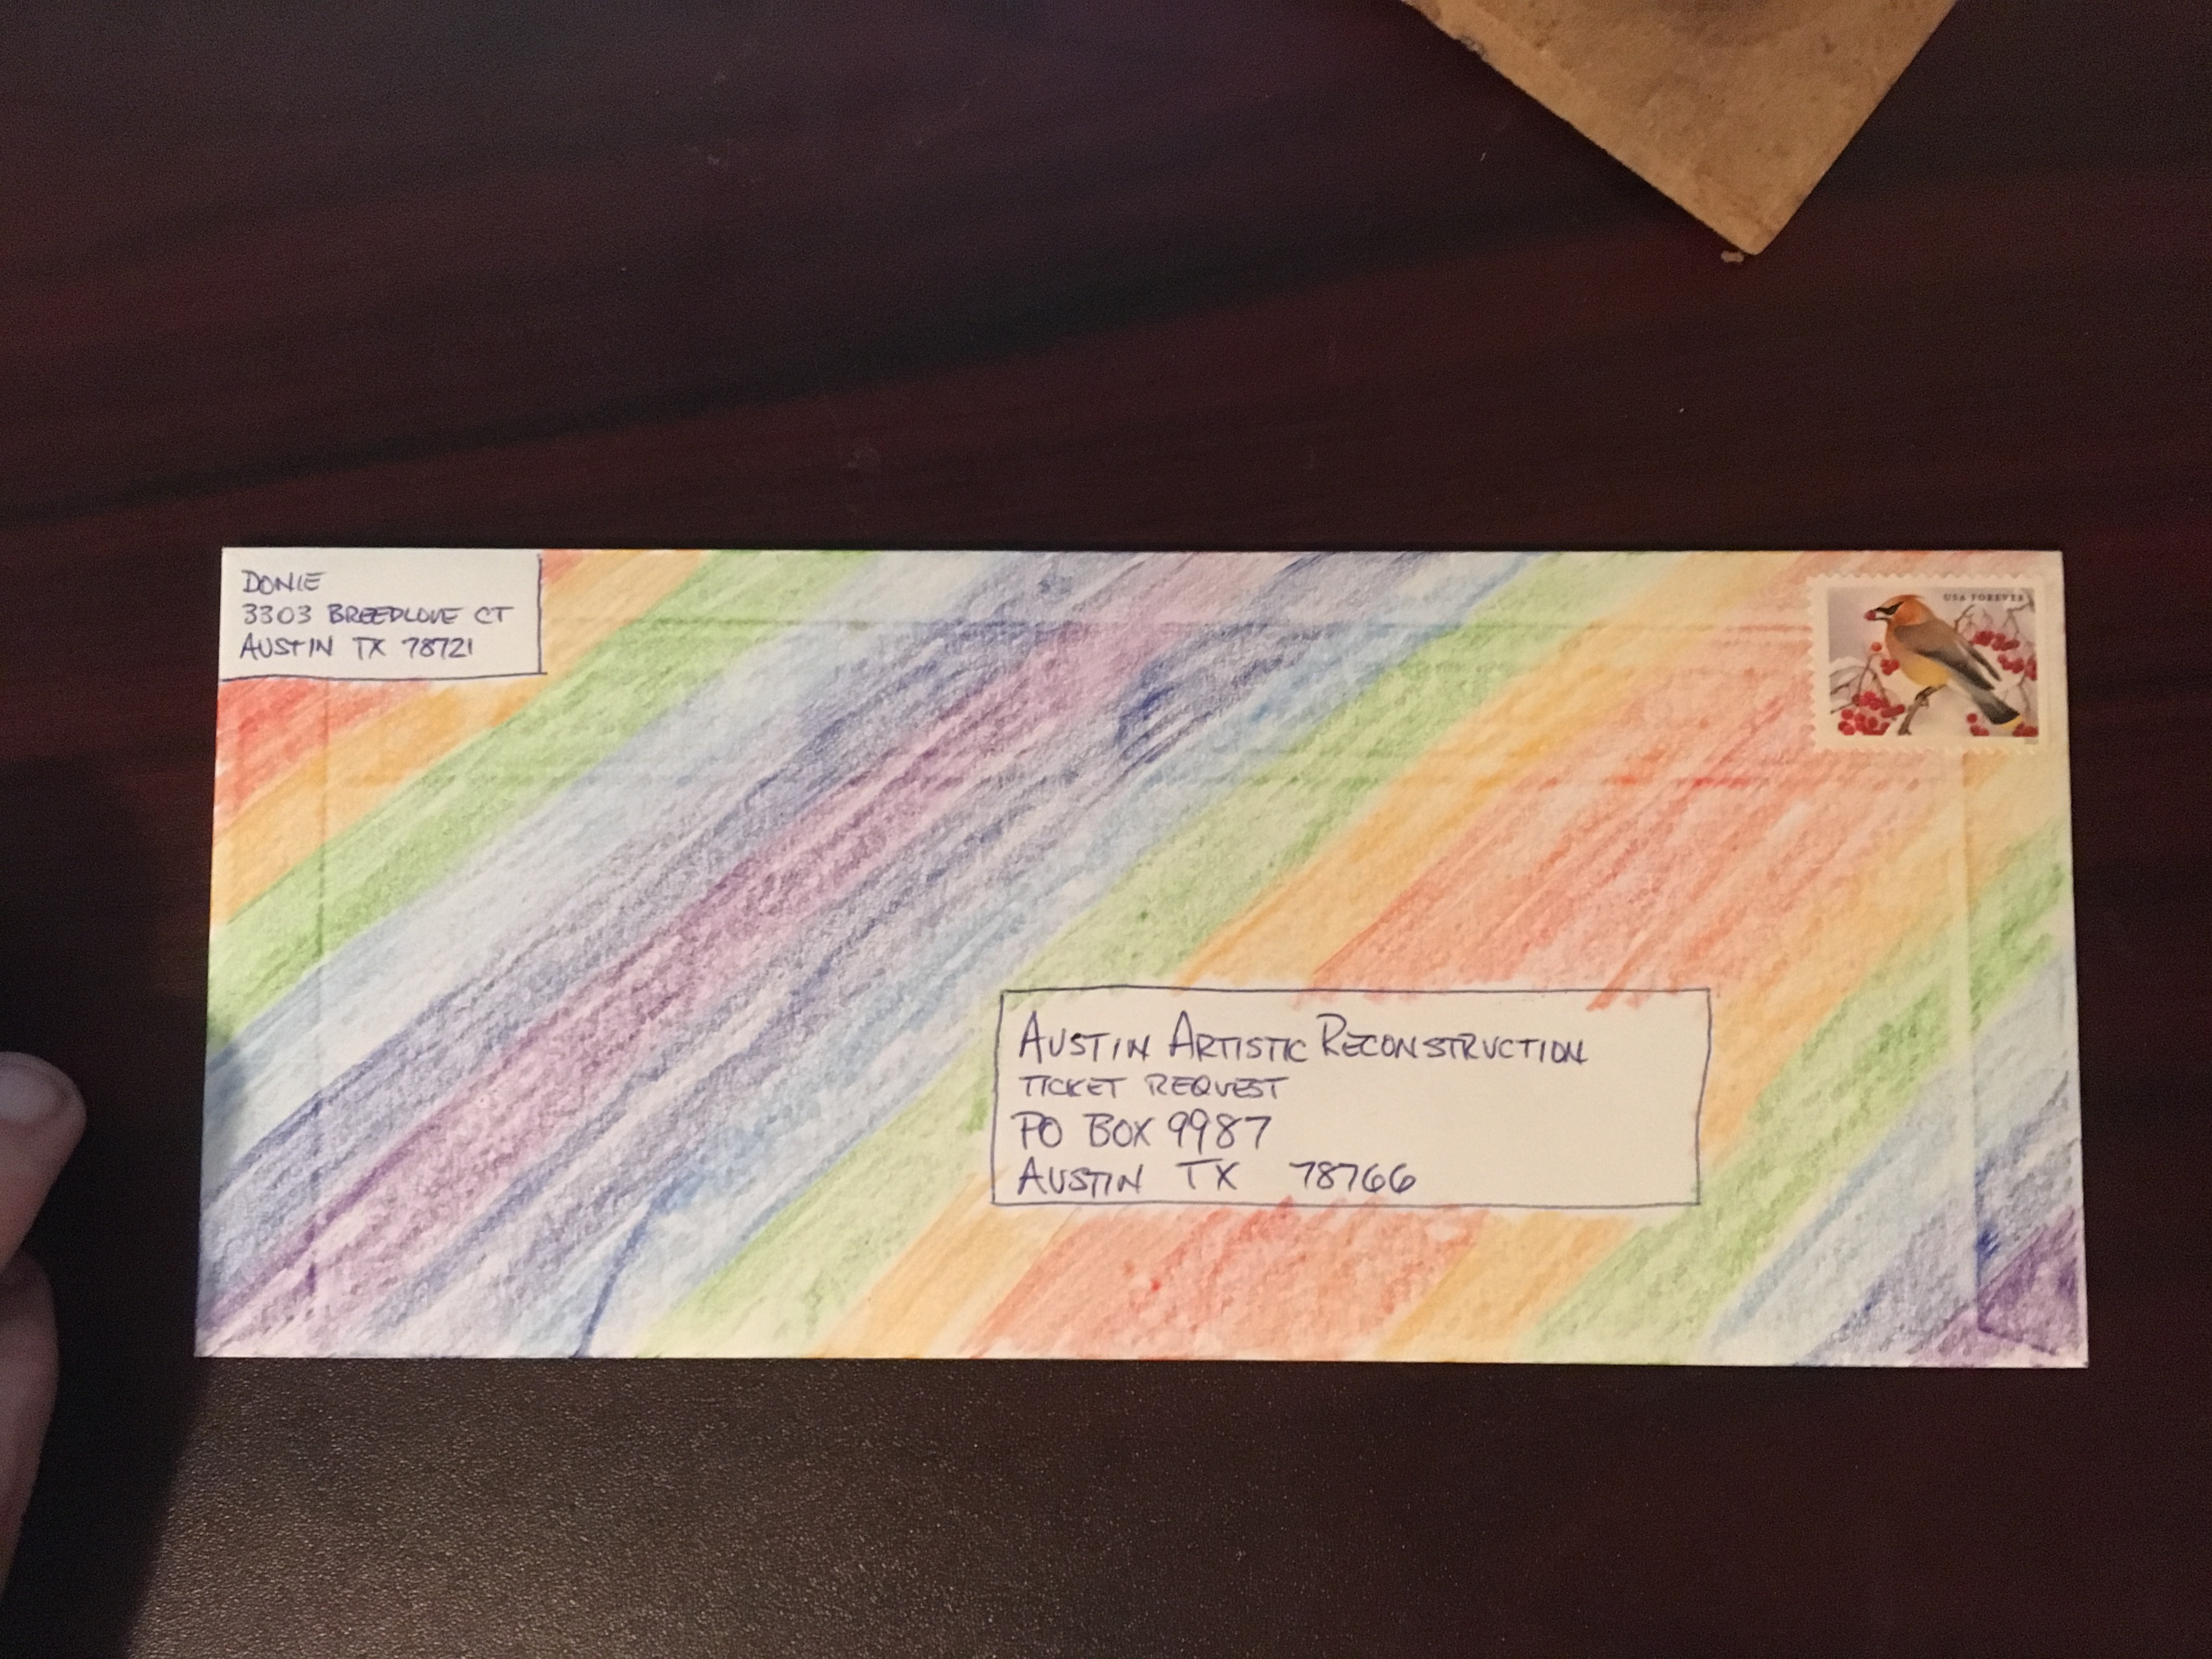 DONIE
3303 BREEDLOVE CT
AUSTIN TX 78721
USA FOREVER
AUSTIN ARTISTIC RECONSTRUCTION
TICKET REQUEST
PO BOX 9987
AUSTIN TX 78766